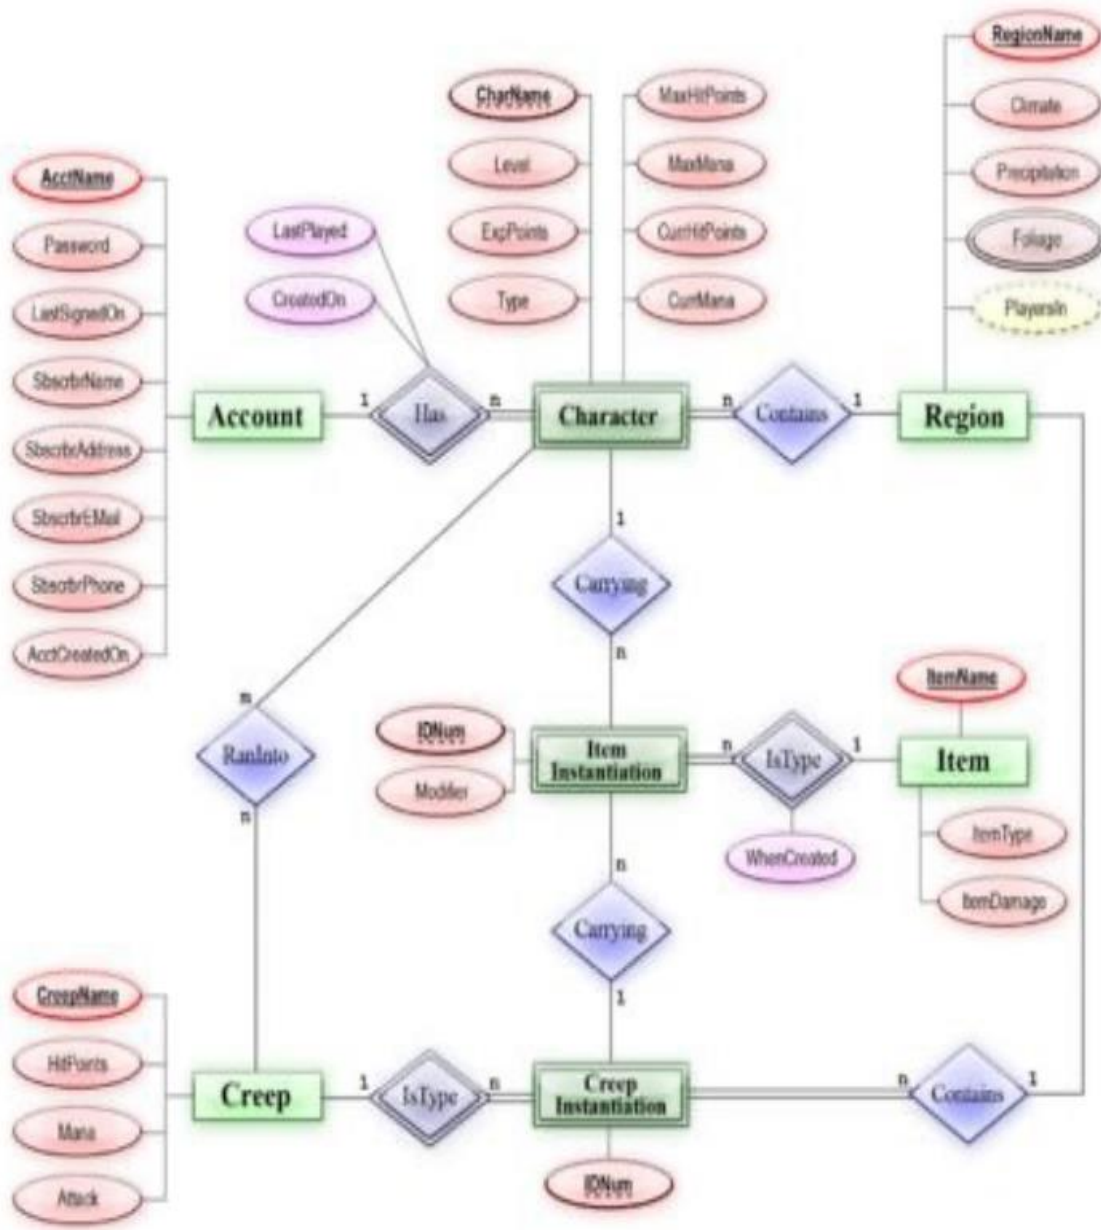 RegionName
CharName
MaxHitPoints
Climate
Level
MaxMana
AcctName
Precipitation
LastPlayed
ExpPoints
CurrHitPoints
Password
Foliage
CreatedOn
Type
CurrMana
LastSignedOn
PlayersIn
SbscrbrName
Account
1
Has
n
Character
n
Contains
1
Region
SbscrbrAddress
SbscrbrEMail
1
Carrying
SbscrbrPhone
AcctCreatedOn
n
ItemName
m
IDNum
RanInto
Item
Instantiation
n
IsType
1
Item
Modifier
n
ItemType
WhenCreated
n
ItemDamage
Carrying
CreepName
1
HitPoints
Creep
1
IsType
n
Creep
Instantiation
n
Contains
1
Mana
Attack
IDNum